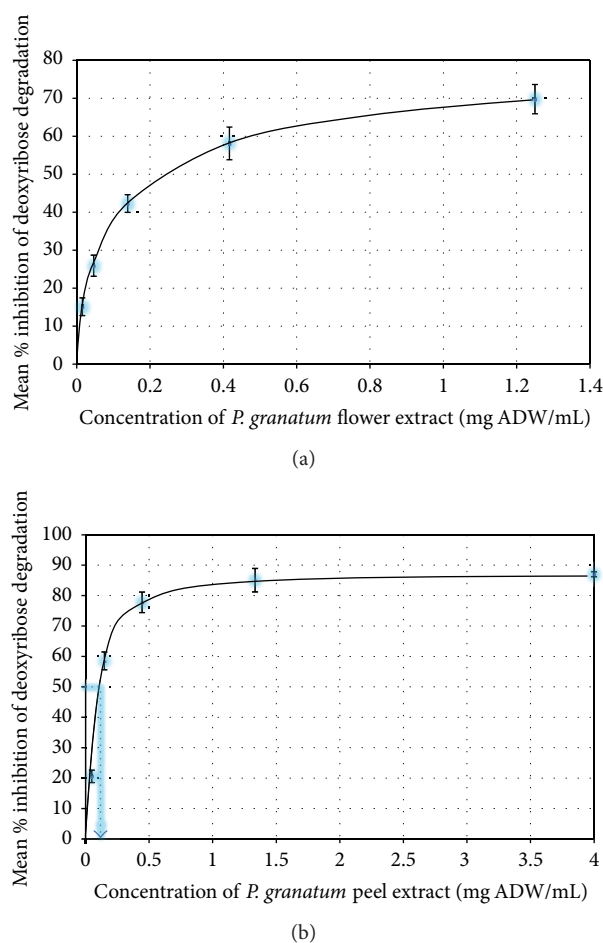 Mean % inhibition of deoxyribose degradation
80
70
60
50
40
30
20
10
0
0 0.2 0.4 0.6 0.8 1 1.2 1.4
Concentration of P. granatum flower extract (mg ADW/mL)
(a)
Mean % inhibition of deoxyribose degradation
100
90
80
70
60
50
40
30
20
10
0
0 0.5 1 1.5 2 2.5 3 3.5 4
Concentration of P. granatum peel extract (mg ADW/mL)
(b)